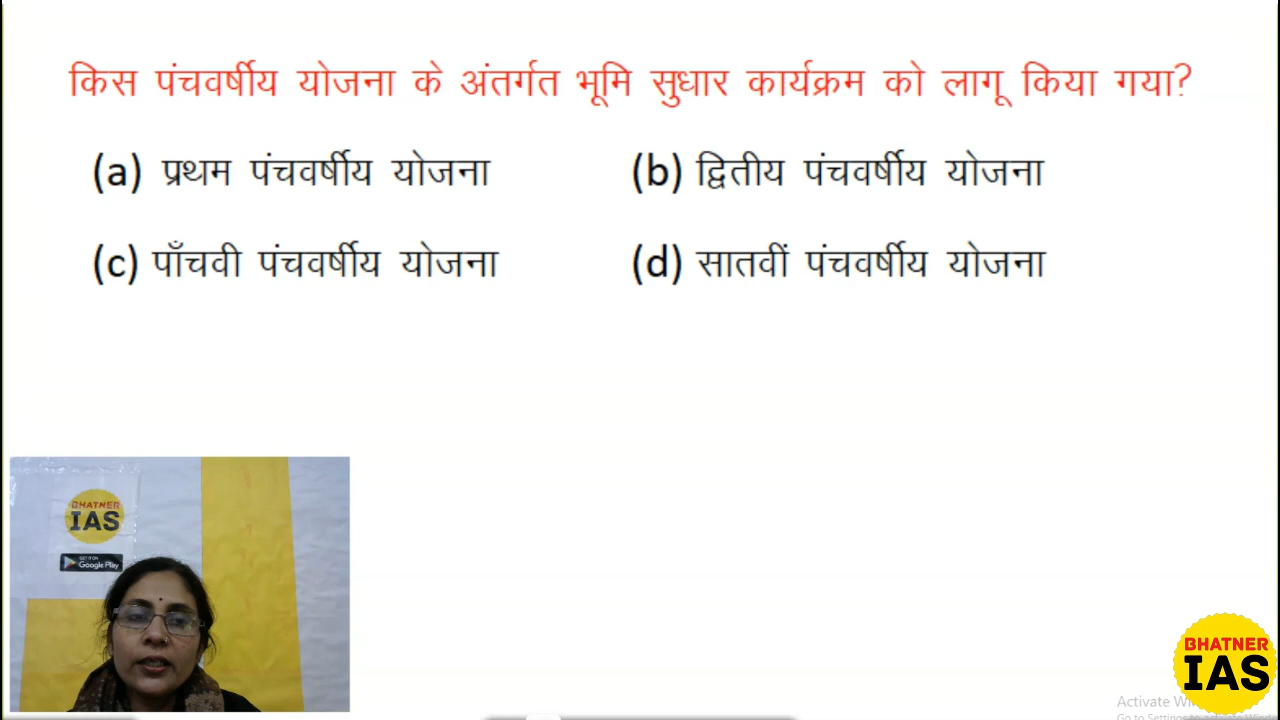 किस पंचवर्षीय योजना के अंतर्गत भूमि सुधार कार्यक्रम को लागू किया गया?
(a) प्रथम पंचवर्षीय योजना (b) द्वितीय पंचवर्षीय योजना
(c) पाँचवी पंचवर्षीय योजना (d) सातवीं पंचवर्षीय योजना
BHATNER
IAS
GET IT ON
Google Play
BHATNER
IAS
Activate